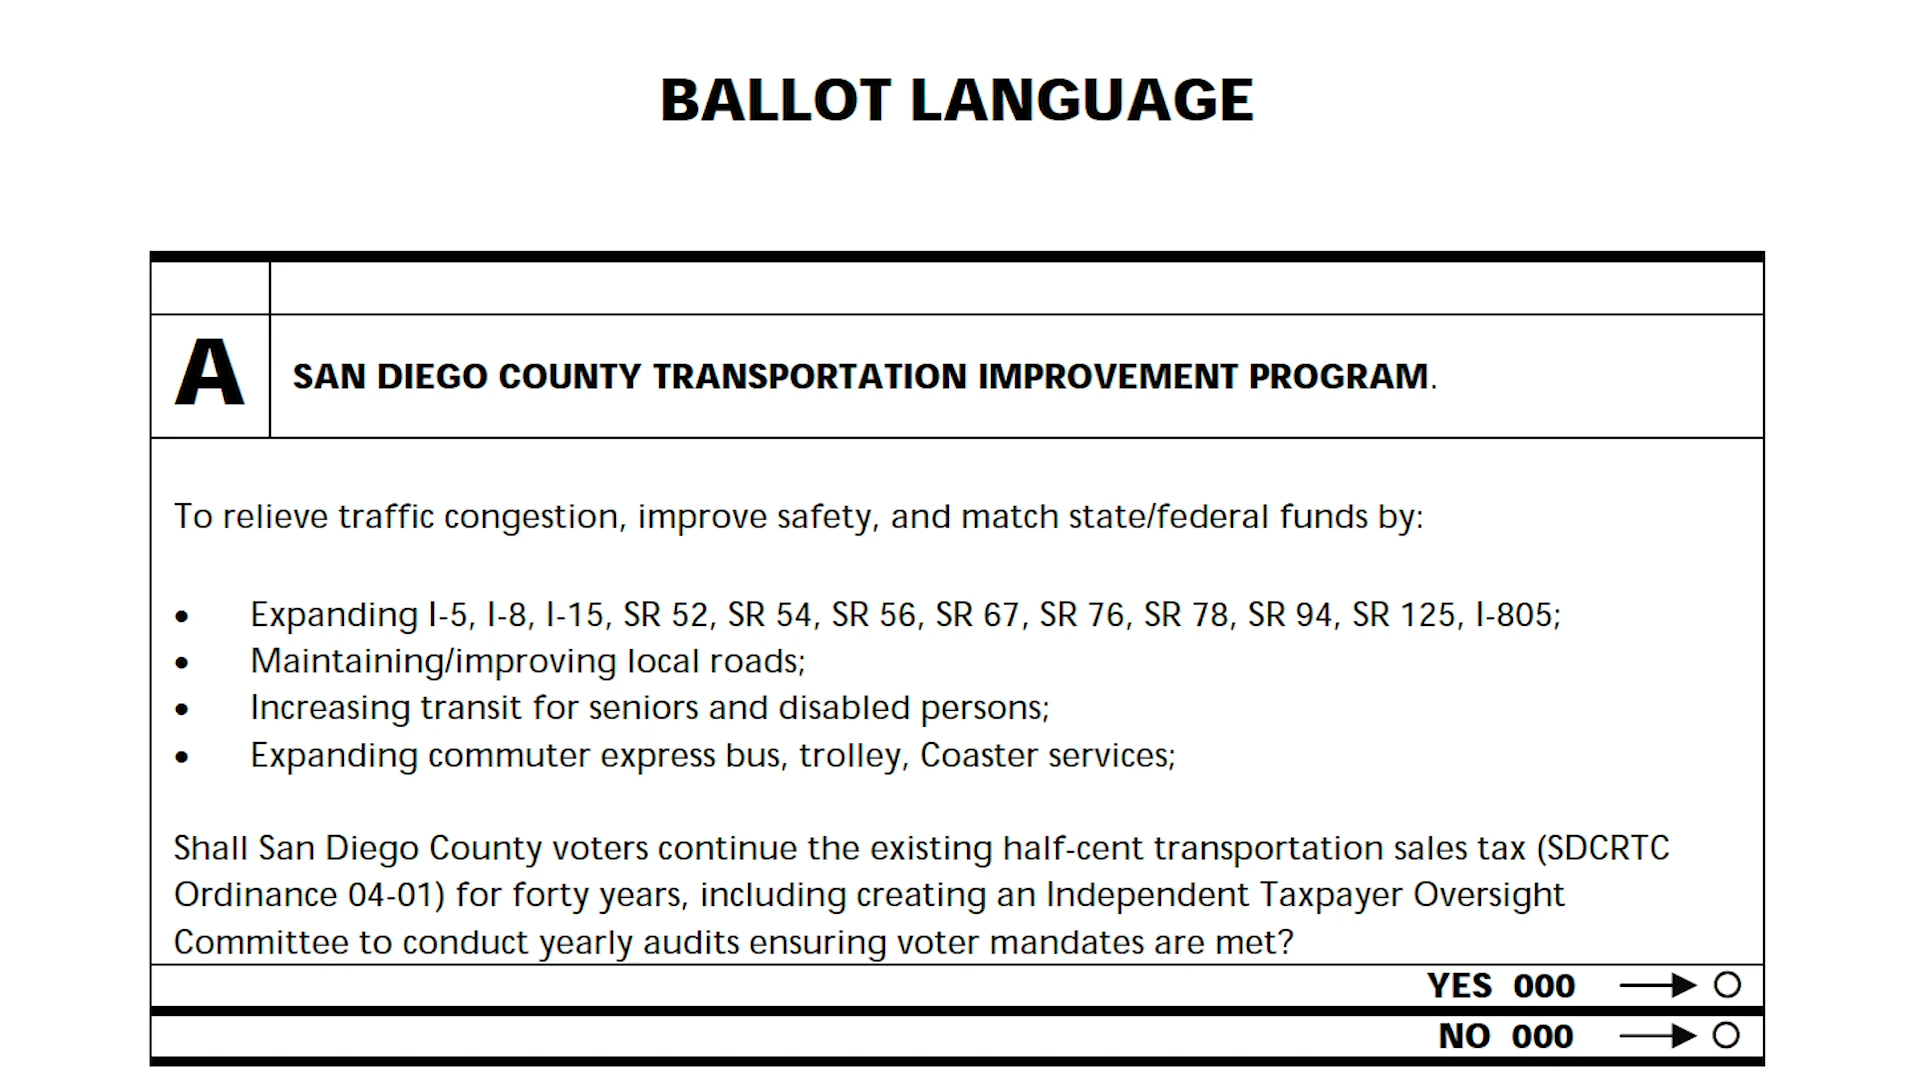 BALLOT LANGUAGE
A
SAN DIEGO COUNTY TRANSPORTATION IMPROVEMENT PROGRAM.
To relieve traffic congestion, improve safety, and match state/federal funds by:
• Expanding I-5, I-8, I-15, SR 52, SR 54, SR 56, SR 67, SR 76, SR 78, SR 94, SR 125, I-805;
• Maintaining/improving local roads;
• Increasing transit for seniors and disabled persons;
• Expanding commuter express bus, trolley, Coaster services;
Shall San Diego County voters continue the existing half-cent transportation sales tax (SDCRTC
Ordinance 04-01) for forty years, including creating an Independent Taxpayer Oversight
Committee to conduct yearly audits ensuring voter mandates are met?
YES 000
NO 000